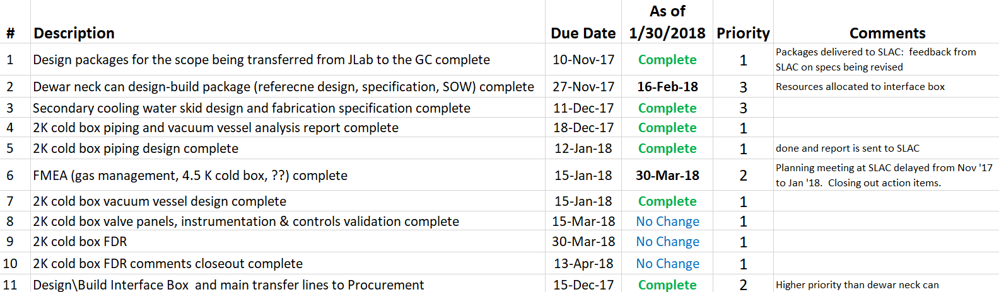 # Description Due Date As of 1/30/2018 Priority Comments
1 Design packages for the scope being transferred from JLab to the GC complete 10-Nov-17 Complete 1 Packages delivered to SLAC: feedback from SLAC on specs being revised
2 Dewar neck can design-build package (referecne design, specification, SOW) complete 27-Nov-17 16-Feb-18 3 Resources allocated to interface box
3 Secondary cooling water skid design and fabrication specification complete 11-Dec-17 Complete 3
4 2K cold box piping and vacuum vessel analysis report complete 18-Dec-17 Complete 1
5 2K cold box piping design complete 12-Jan-18 Complete 1 done and report is sent to SLAC
6 FMEA (gas management, 4.5 K cold box, ??) complete 15-Jan-18 30-Mar-18 2 Planning meeting at SLAC delayed from Nov '17 to Jan '18. Closing out action items.
7 2K cold box vacuum vessel design complete 15-Jan-18 Complete 1
8 2K cold box valve panels, instrumentation & controls validation complete 15-Mar-18 No Change 1
9 2K cold box FDR 30-Mar-18 No Change 1
10 2K cold box FDR comments closeout complete 13-Apr-18 No Change 1
11 Design\Build Interface Box and main transfer lines to Procurement 15-Dec-17 Complete 2 Higher priority than dewar neck can